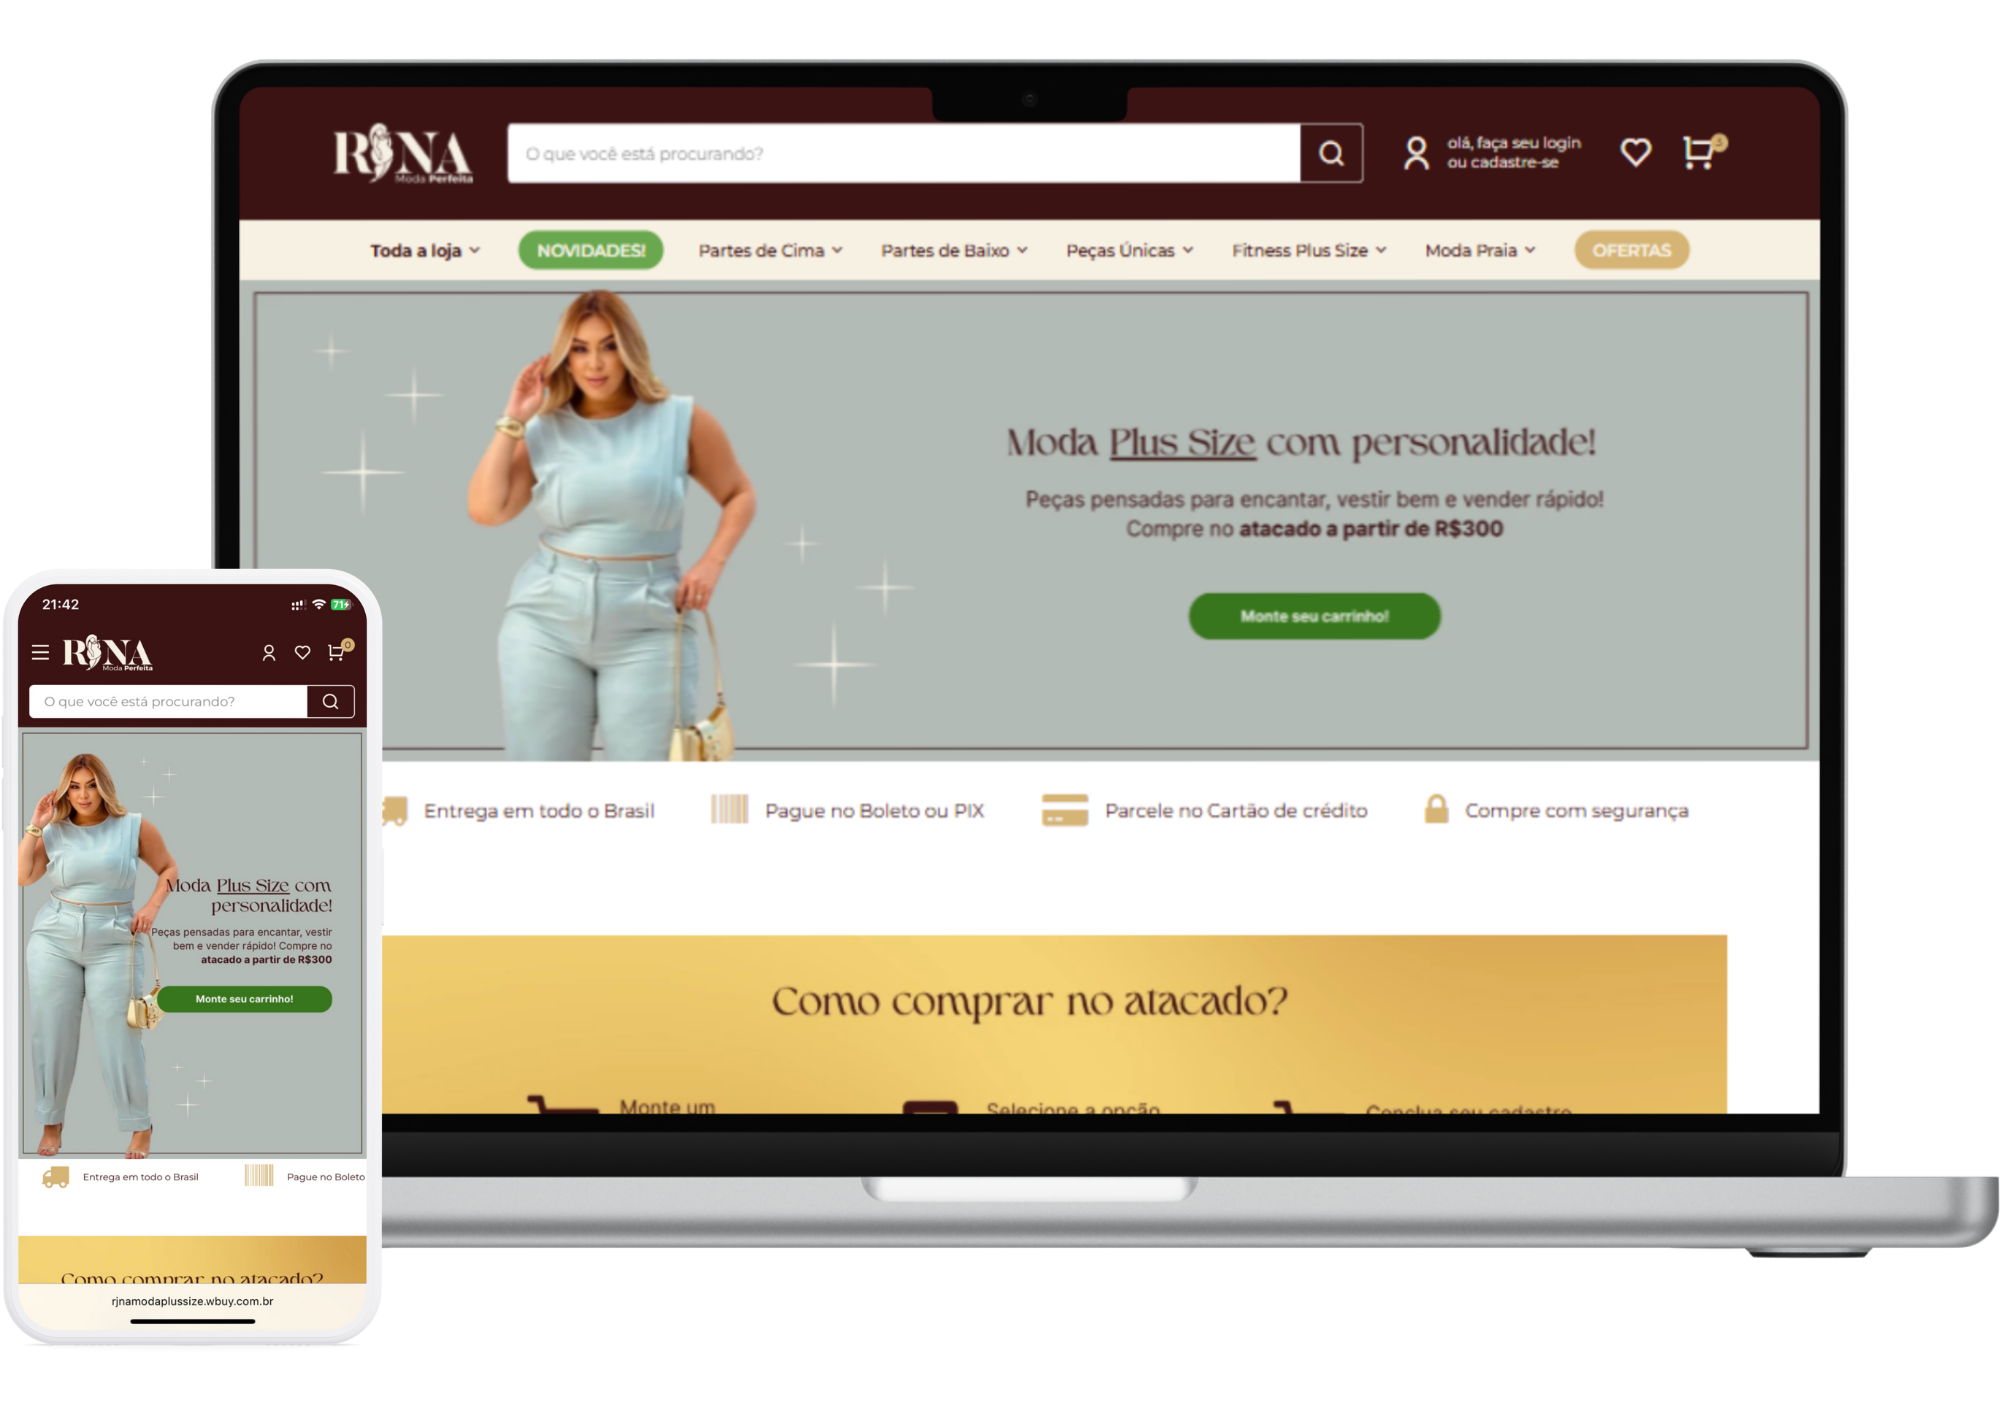 RJNA
Moda Perfeita
O que você está procurando?
olá, faça seu login
ou cadastre-se
Toda a loja
NOVIDADES!
Partes de Cima
Partes de Baixo
Peças Únicas
Fitness Plus Size
Moda Praia
OFERTAS
Moda Plus Size com personalidade!
Peças pensadas para encantar, vestir bem e vender rápido!
Compre no atacado a partir de R$300
Monte seu carrinho!
Entrega em todo o Brasil
Pague no Boleto ou PIX
Parcele no Cartão de crédito
Compre com segurança
Como comprar no atacado?
Monte um
Selecione a opção
Conclua seu cadastro
21:42
71
RJNA
Moda Perfeita
0
O que você está procurando?
Moda Plus Size com
personalidade!
Peças pensadas para encantar, vestir
bem e vender rápido! Compre no
atacado a partir de R$300
Monte seu carrinho!
Entrega em todo o Brasil
Pague no Boleto
Como comprar no atacado?
rjnamodaplussize.wbuy.com.br